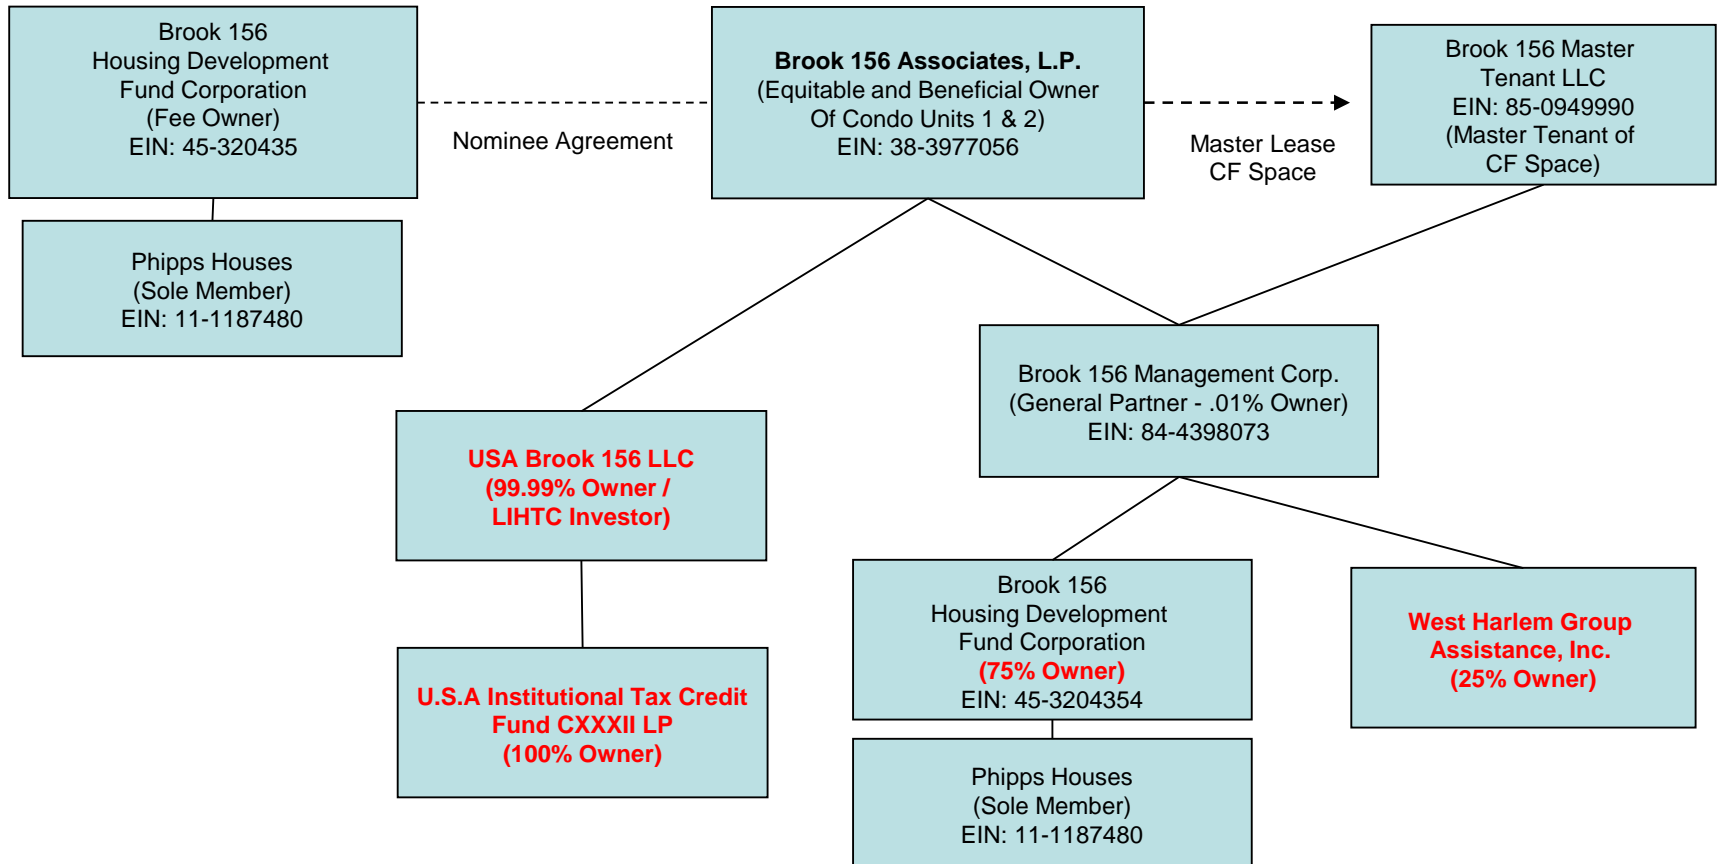 Brook 156
Housing Development
Fund Corporation
(Fee Owner)
EIN: 45-320435
Nominee Agreement
Brook 156 Associates, L.P.
(Equitable and Beneficial Owner
Of Condo Units 1 & 2)
EIN: 38-3977056
Master Lease
CF Space
Brook 156 Master
Tenant LLC
EIN: 85-0949990
(Master Tenant of
CF Space)
Phipps Houses
(Sole Member)
EIN: 11-1187480
Brook 156 Management Corp.
(General Partner - .01% Owner)
EIN: 84-4398073
USA Brook 156 LLC
(99.99% Owner /
LIHTC Investor)
Brook 156
Housing Development
Fund Corporation
(75% Owner)
EIN: 45-3204354
West Harlem Group
Assistance, Inc.
(25% Owner)
U.S.A Institutional Tax Credit
Fund CXXXII LP
(100% Owner)
Phipps Houses
(Sole Member)
EIN: 11-1187480